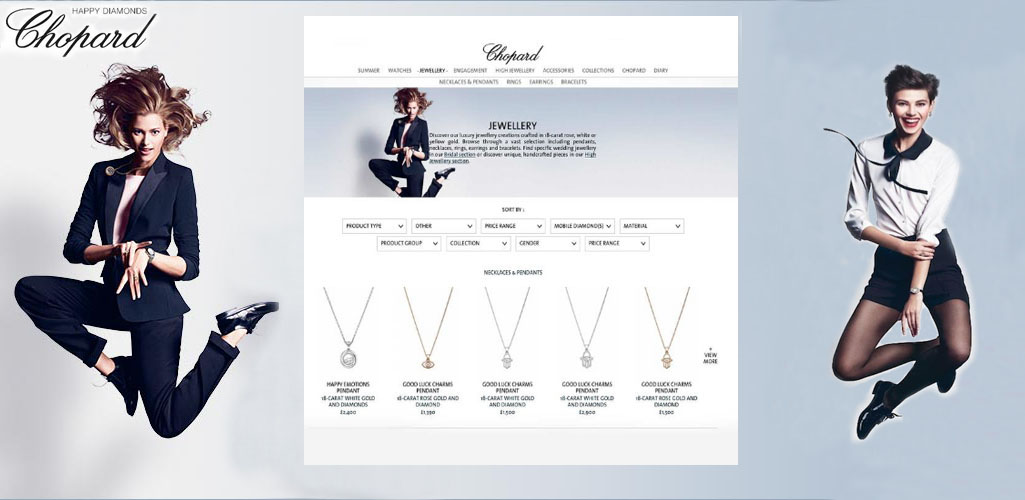 HAPPY DIAMONDS
Chopard
Chopard
SUMMER WATCHES ·JEWELLERY· ENGAGEMENT HIGH JEWELLERY ACCESSORIES COLLECTIONS CHOPARD DIARY
NECKLACES & PENDANTS RINGS EARRINGS BRACELETS
JEWELLERY
Discover our luxury jewellery creations crafted in 18-carat rose, white or
yellow gold. Browse through a vast selection including pendants,
necklaces, rings, earrings and bracelets. Find specific wedding jewellery
in our Bridal section or discover unique, handcrafted pieces in our High
Jewellery section.
SORT BY :
PRODUCT TYPE OTHER PRICE RANGE MOBILE DIAMOND(S) MATERIAL
PRODUCT GROUP COLLECTION GENDER PRICE RANGE
NECKLACES & PENDANTS
+
VIEW
MORE
HAPPY EMOTIONS
PENDANT
18-CARAT WHITE GOLD
AND DIAMONDS
£2,400
GOOD LUCK CHARMS
PENDANT
18-CARAT ROSE GOLD AND
DIAMOND
£1,390
GOOD LUCK CHARMS
PENDANT
18-CARAT WHITE GOLD
AND DIAMOND
£1,500
GOOD LUCK CHARMS
PENDANT
18-CARAT WHITE GOLD
AND DIAMONDS
£2,900
GOOD LUCK CHARMS
PENDANT
18-CARAT ROSE GOLD AND
DIAMOND
£1,500